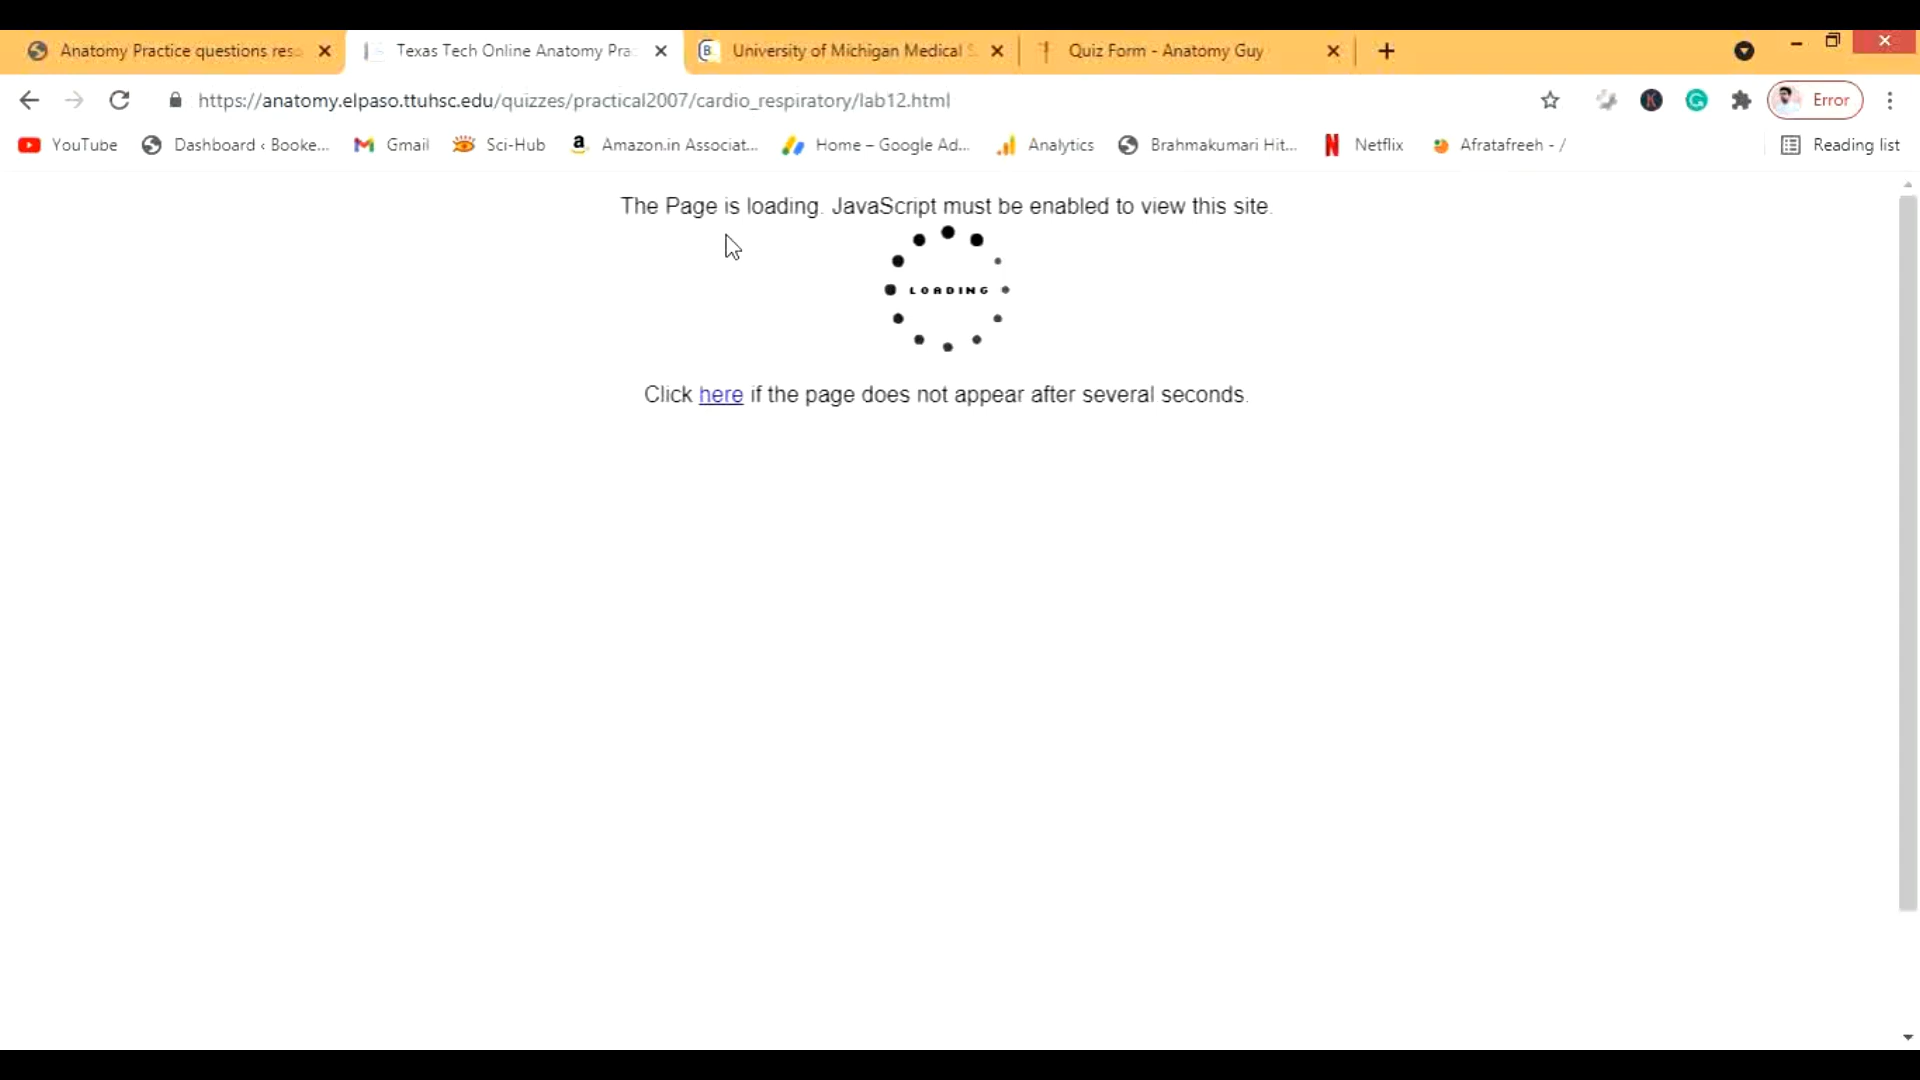 Anatomy Practice questions res
Texas Tech Online Anatomy Pra
University of Michigan Medical S
Quiz Form - Anatomy Guy
https://anatomy.elpaso.ttuhsc.edu/quizzes/practical2007/cardio_respiratory/lab12.html
Error
YouTube
Dashboard ‹ Booke...
Gmail
Sci-Hub
Amazon.in Associat...
Home – Google Ad...
Analytics
Brahmakumari Hit...
Netflix
Afratafreeh - /
Reading list
The Page is loading. JavaScript must be enabled to view this site.
LOADING
Click here if the page does not appear after several seconds.